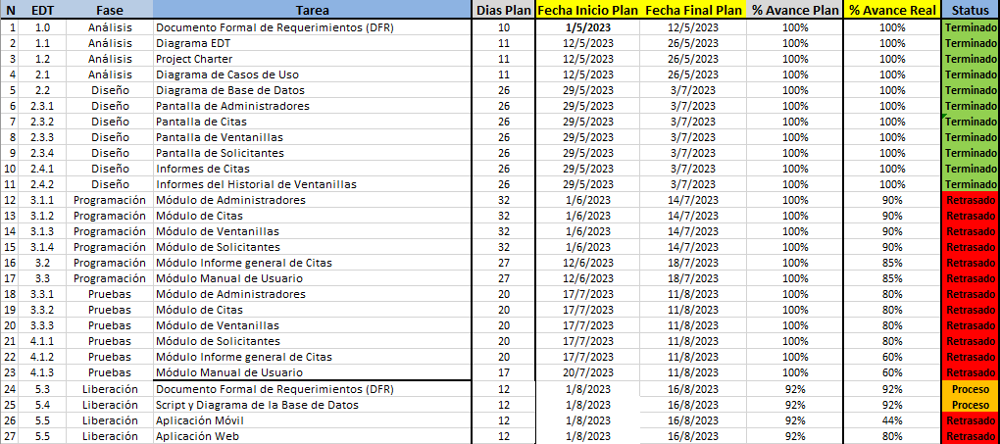 N EDT Fase Tarea Dias Plan Fecha Inicio Plan Fecha Final Plan % Avance Plan % Avance Real Status
1 1.0 Análisis Documento Formal de Requerimientos (DFR) 10 1/5/2023 12/5/2023 100% 100% Terminado
2 1.1 Análisis Diagrama EDT 11 12/5/2023 26/5/2023 100% 100% Terminado
3 1.2 Análisis Project Charter 11 12/5/2023 26/5/2023 100% 100% Terminado
4 2.1 Análisis Diagrama de Casos de Uso 11 12/5/2023 26/5/2023 100% 100% Terminado
5 2.2 Diseño Diagrama de Base de Datos 26 29/5/2023 3/7/2023 100% 100% Terminado
6 2.3.1 Diseño Pantalla de Administradores 26 29/5/2023 3/7/2023 100% 100% Terminado
7 2.3.2 Diseño Pantalla de Citas 26 29/5/2023 3/7/2023 100% 100% Terminado
8 2.3.3 Diseño Pantalla de Ventanillas 26 29/5/2023 3/7/2023 100% 100% Terminado
9 2.3.4 Diseño Pantalla de Solicitantes 26 29/5/2023 3/7/2023 100% 100% Terminado
10 2.4.1 Diseño Informes de Citas 26 29/5/2023 3/7/2023 100% 100% Terminado
11 2.4.2 Diseño Informes del Historial de Ventanillas 26 29/5/2023 3/7/2023 100% 100% Terminado
12 3.1.1 Programación Módulo de Administradores 32 1/6/2023 14/7/2023 100% 90% Retrasado
13 3.1.2 Programación Módulo de Citas 32 1/6/2023 14/7/2023 100% 90% Retrasado
14 3.1.3 Programación Módulo de Ventanillas 32 1/6/2023 14/7/2023 100% 90% Retrasado
15 3.1.4 Programación Módulo de Solicitantes 32 1/6/2023 14/7/2023 100% 90% Retrasado
16 3.2 Programación Módulo Informe general de Citas 27 12/6/2023 18/7/2023 100% 85% Retrasado
17 3.3 Programación Módulo Manual de Usuario 27 12/6/2023 18/7/2023 100% 85% Retrasado
18 3.3.1 Pruebas Módulo de Administradores 20 17/7/2023 11/8/2023 100% 80% Retrasado
19 3.3.2 Pruebas Módulo de Citas 20 17/7/2023 11/8/2023 100% 80% Retrasado
20 3.3.3 Pruebas Módulo de Ventanillas 20 17/7/2023 11/8/2023 100% 80% Retrasado
21 4.1.1 Pruebas Módulo de Solicitantes 20 17/7/2023 11/8/2023 100% 80% Retrasado
22 4.1.2 Pruebas Módulo Informe general de Citas 20 17/7/2023 11/8/2023 100% 60% Retrasado
23 4.1.3 Pruebas Módulo Manual de Usuario 17 20/7/2023 11/8/2023 100% 60% Retrasado
24 5.3 Liberación Documento Formal de Requerimientos (DFR) 12 1/8/2023 16/8/2023 92% 92% Proceso
25 5.4 Liberación Script y Diagrama de la Base de Datos 12 1/8/2023 16/8/2023 92% 92% Proceso
26 5.5 Liberación Aplicación Móvil 12 1/8/2023 16/8/2023 92% 44% Retrasado
27 5.5 Liberación Aplicación Web 12 1/8/2023 16/8/2023 92% 80% Retrasado